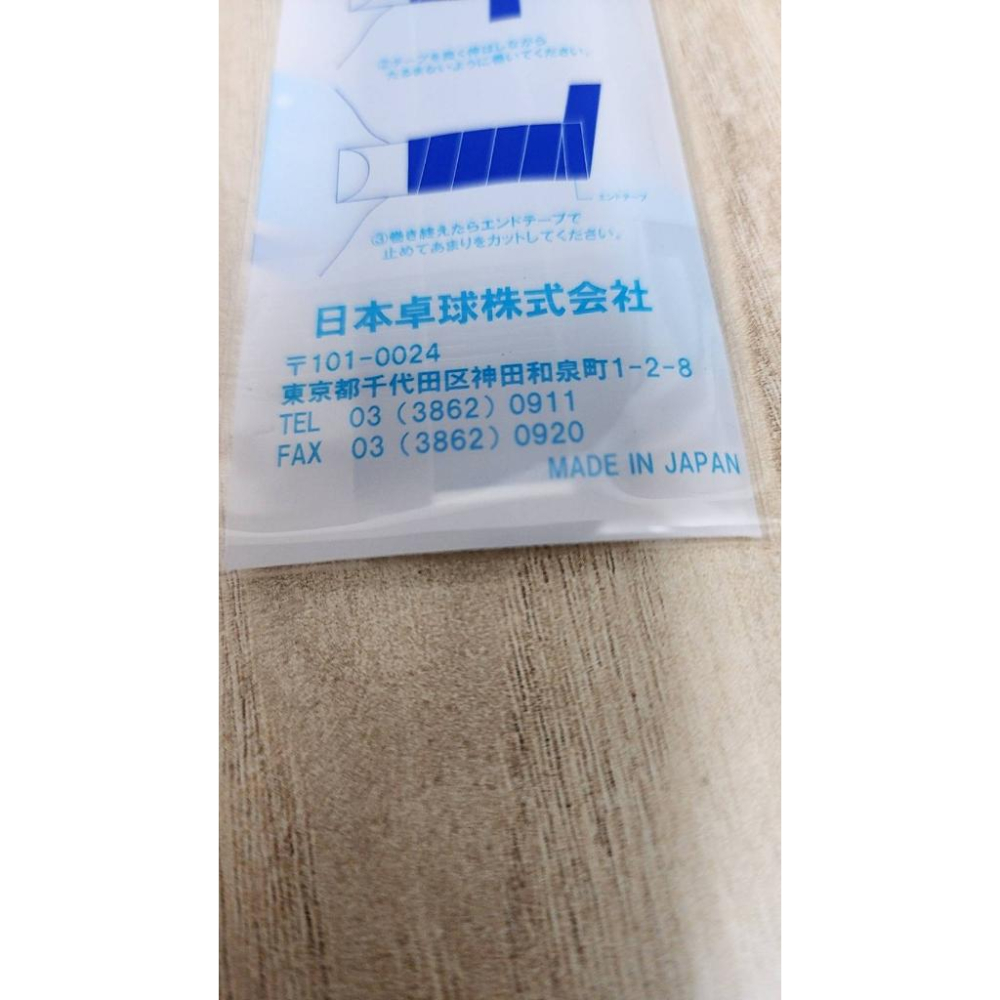 ②テープを軽く伸ばしながら
たるまないように巻いてください。
エンドテープ
③巻き終えたらエンドテープで
止めてあまりをカットしてください。
日本卓球株式会社
〒101-0024
東京都千代田区神田和泉町1-2-8
TEL 03（3862）0911
FAX 03（3862）0920
MADE IN JAPAN